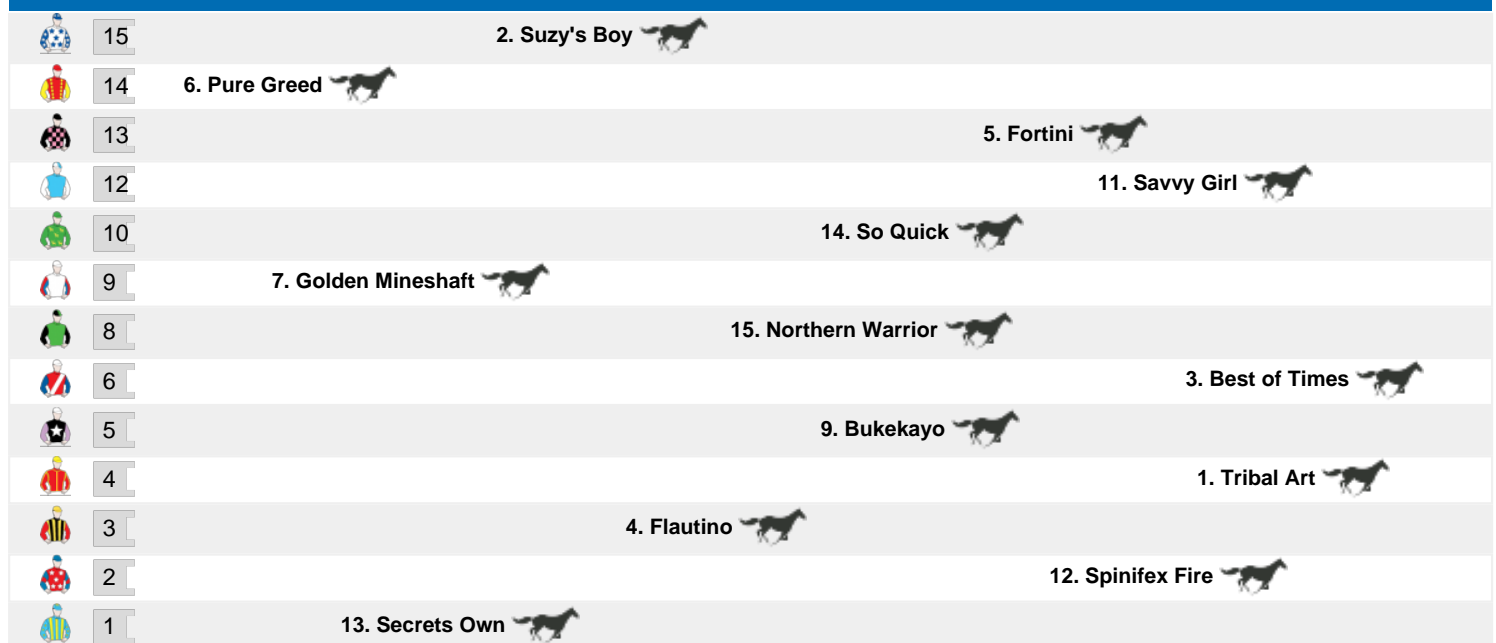 15 2. Suzy's Boy
14 6. Pure Greed
13 5. Fortini
12 11. Savvy Girl
10 14. So Quick
9 7. Golden Mineshaft
8 15. Northern Warrior
6 3. Best of Times
5 9. Bukekayo
4 1. Tribal Art
3 4. Flautino
2 12. Spinifex Fire
1 13. Secrets Own